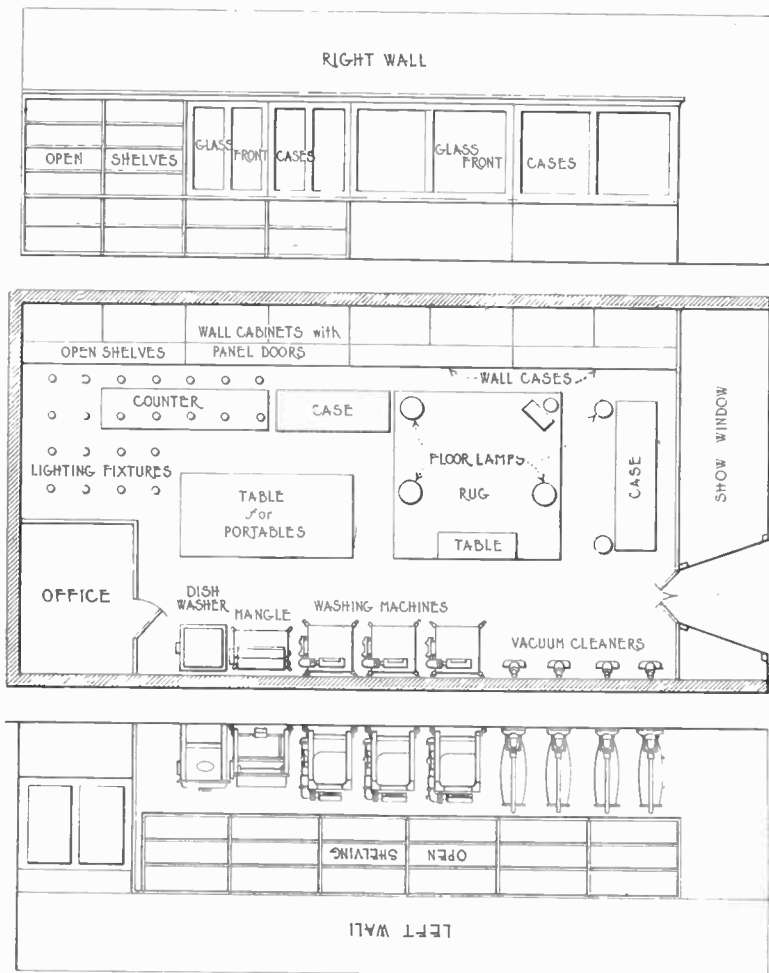 RIGHT WALL
OPEN SHELVES
GLASS FRONT CASES
GLASS FRONT CASES
WALL CABINETS with
OPEN SHELVES PANEL DOORS
WALL CASES
COUNTER
CASE
FLOOR LAMPS
LIGHTING FIXTURES
RUG
TABLE
for
PORTABLES
CASE
SHOW WINDOW
TABLE
OFFICE
DISH
WASHER
MANGLE
WASHING MACHINES
VACUUM CLEANERS
OPEN SHELVING
LEFT WALL